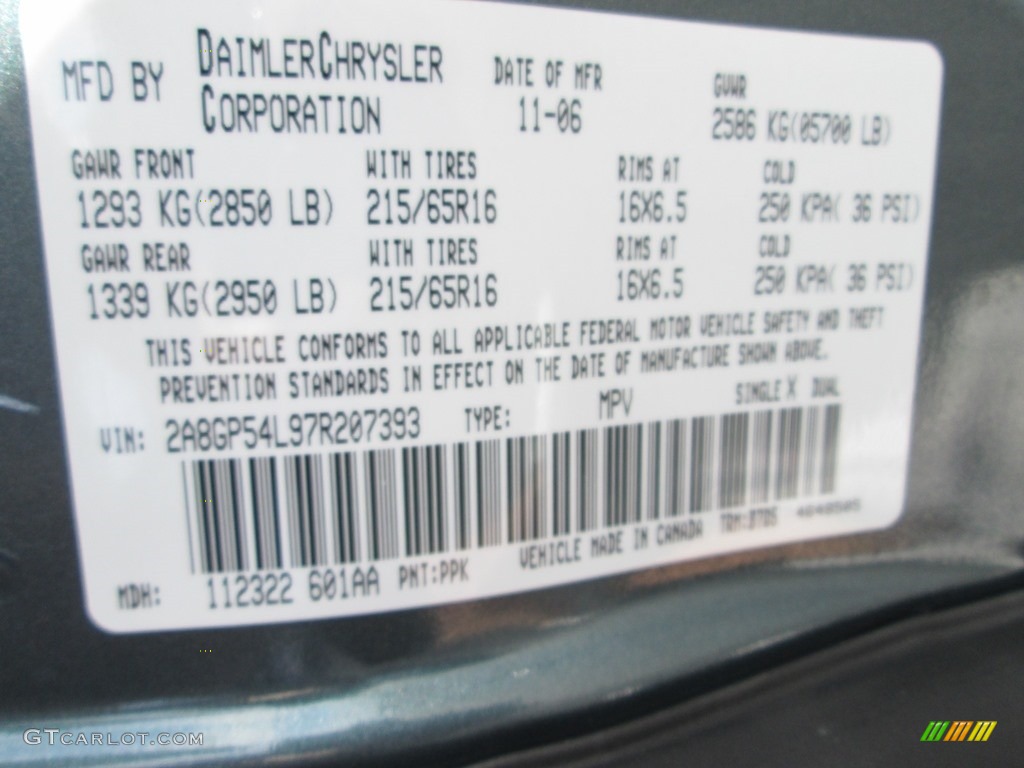 MFD BY DAIMLERCHRYSLER CORPORATION DATE OF MFR 11-06 GVWR 2586 KG(05700 LB)
GAWR FRONT WITH TIRES RIMS AT COLD
1293 KG(2850 LB) 215/65R16 16X6.5 250 KPA( 36 PSI)
GAWR REAR WITH TIRES RIMS AT COLD
1339 KG(2950 LB) 215/65R16 16X6.5 250 KPA( 36 PSI)
THIS VEHICLE CONFORMS TO ALL APPLICABLE FEDERAL MOTOR VEHICLE SAFETY AND THEFT
PREVENTION STANDARDS IN EFFECT ON THE DATE OF MANUFACTURE SHOWN ABOVE.
VIN: 2A8GP54L97R207393 TYPE: MPV SINGLE X DUAL
MDH: 112322 601AA PNT:PPK VEHICLE MADE IN CANADA
GTCARLOT.COM